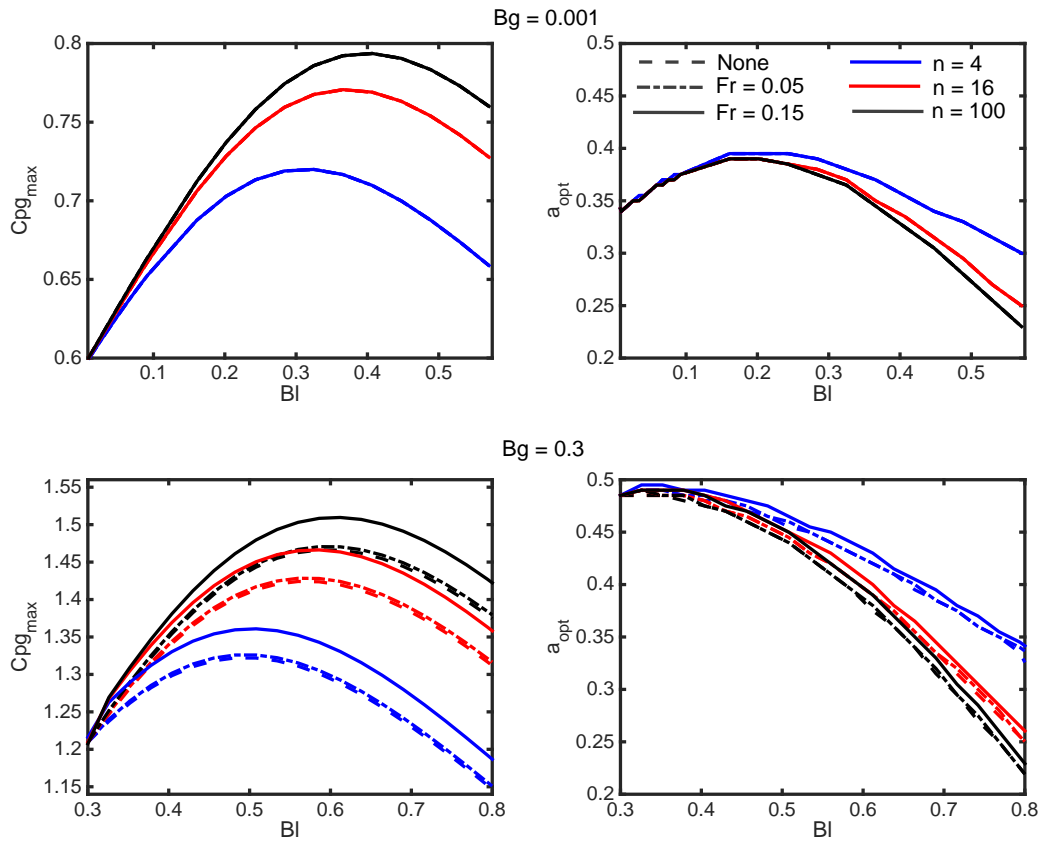 Bg = 0.001
0.8
0.75
0.7
0.65
0.6
Cpg_max
0.1 0.2 0.3 0.4 0.5
Bl
0.5
0.45
0.4
0.35
0.3
0.25
0.2
a_opt
0.1 0.2 0.3 0.4 0.5
Bl
None
Fr = 0.05
Fr = 0.15
n = 4
n = 16
n = 100
Bg = 0.3
1.55
1.5
1.45
1.4
1.35
1.3
1.25
1.2
1.15
Cpg_max
0.3 0.4 0.5 0.6 0.7 0.8
Bl
0.5
0.45
0.4
0.35
0.3
0.25
0.2
a_opt
0.3 0.4 0.5 0.6 0.7 0.8
Bl